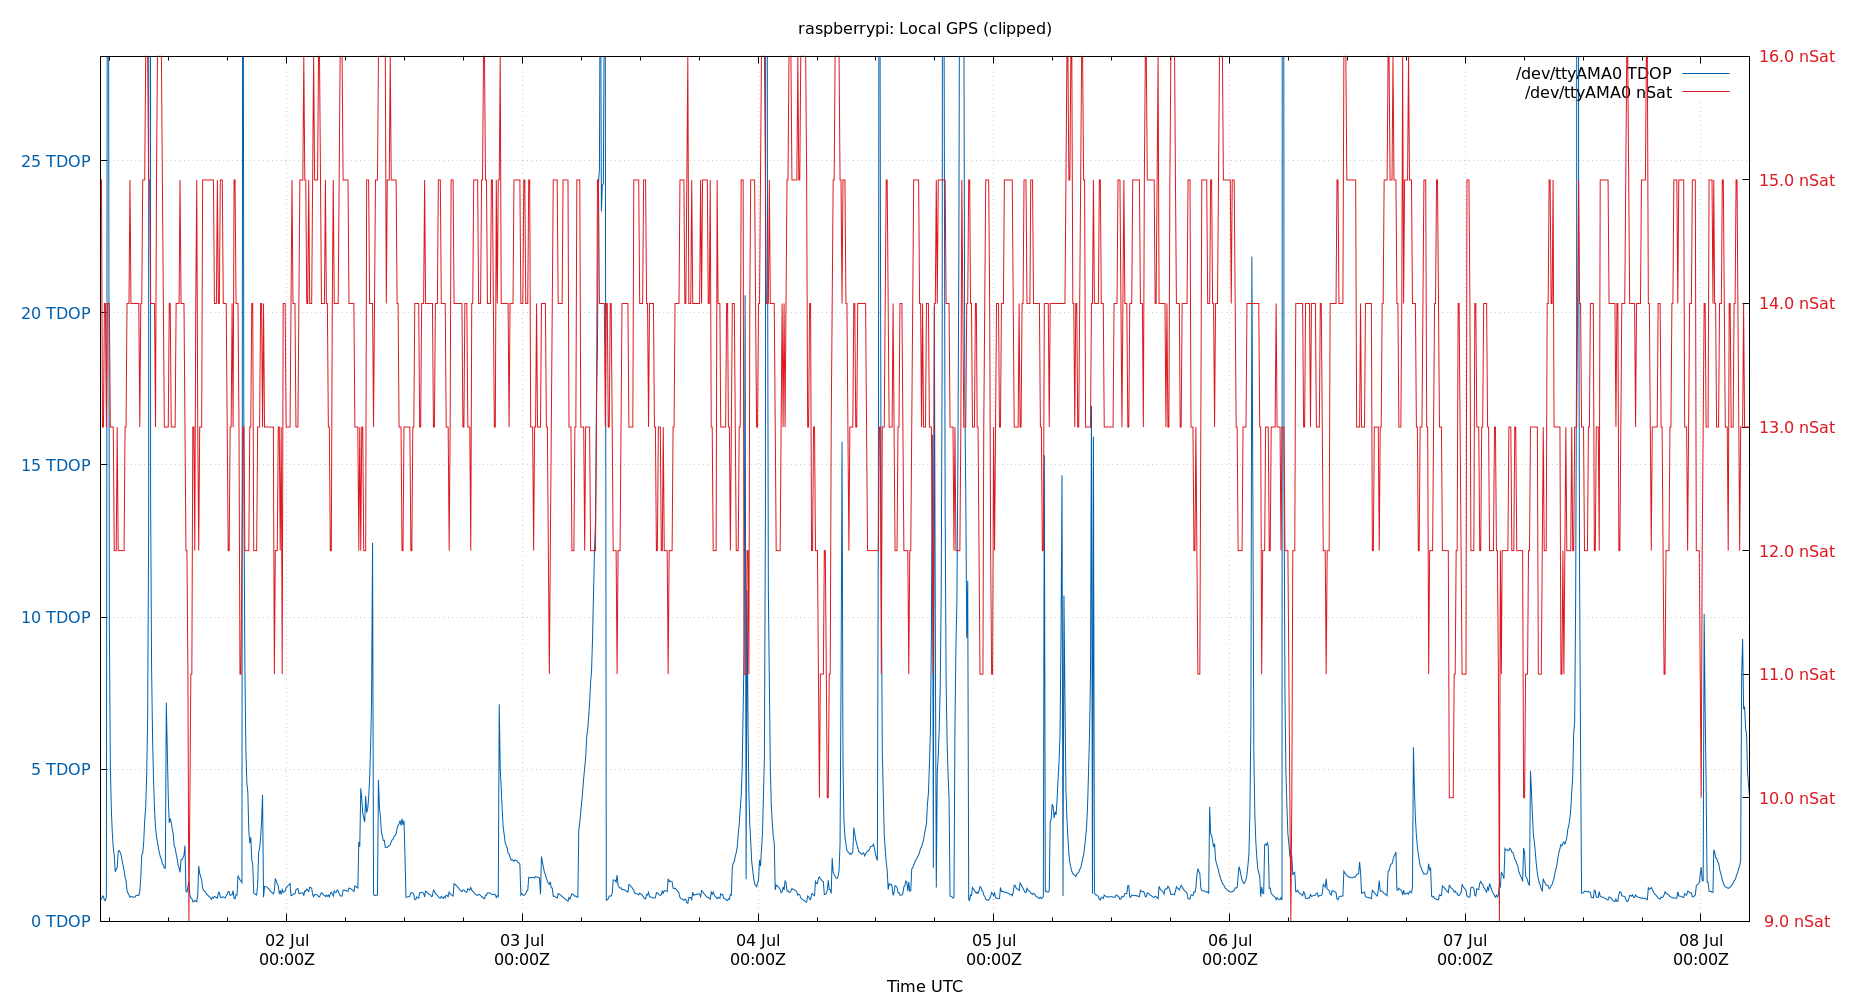 raspberrypi: Local GPS (clipped)
16.0 nSat
/dev/ttyAMA0 TDOP
/dev/ttyAMA0 nSat
25 TDOP
15.0 nSat
20 TDOP
14.0 nSat
13.0 nSat
15 TDOP
12.0 nSat
10 TDOP
11.0 nSat
5 TDOP
10.0 nSat
0 TDOP
9.0 nSat
02 Jul 03 Jul 04 Jul 05 Jul 06 Jul 07 Jul 08 Jul
00:00Z 00:00Z 00:00Z 00:00Z 00:00Z 00:00Z 00:00Z
Time UTC